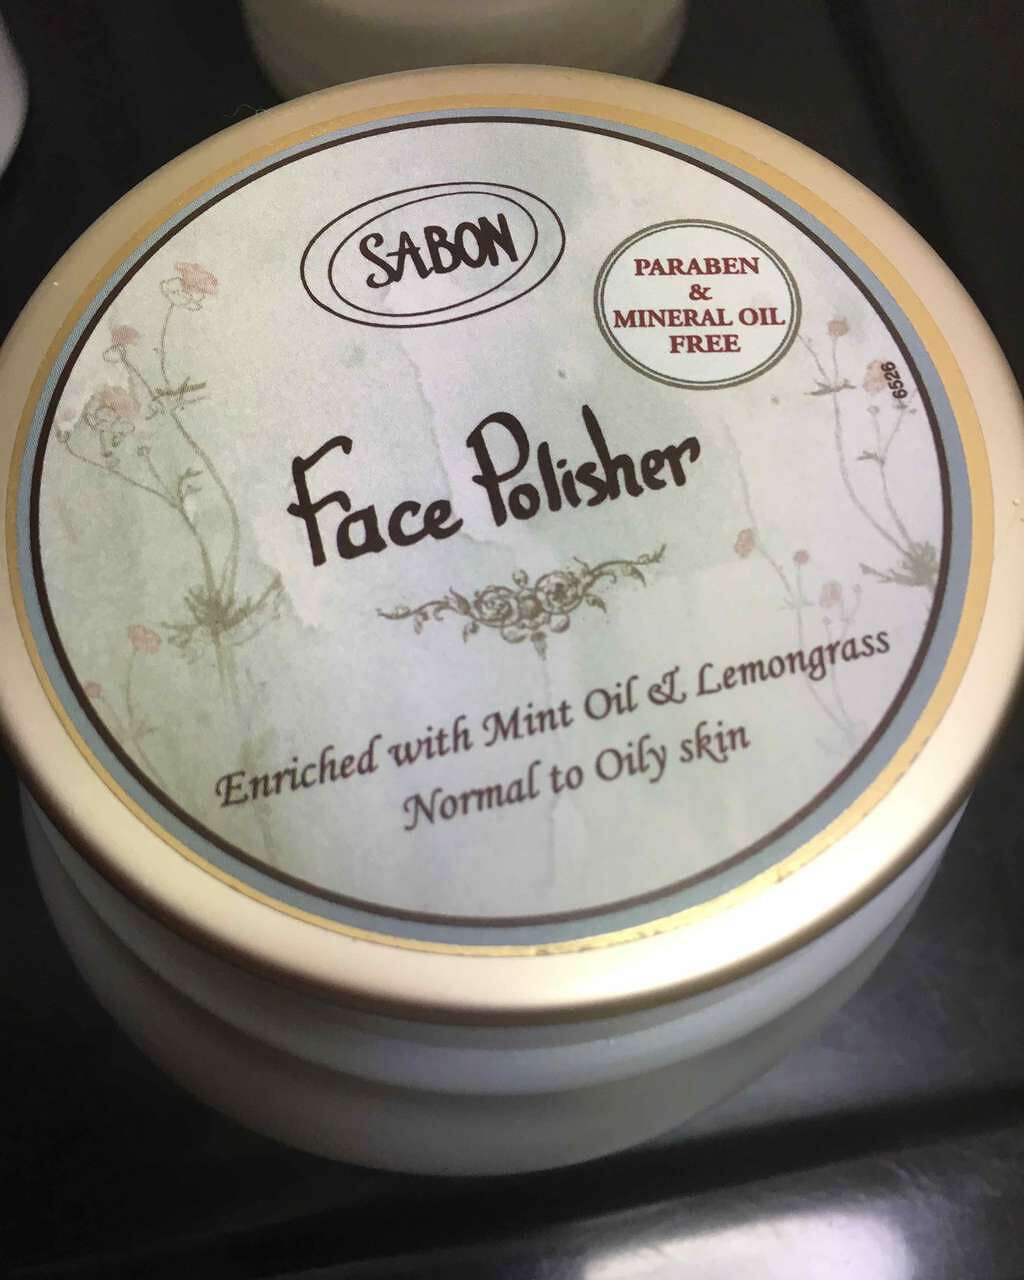 SABON
PARABEN
&
MINERAL OIL
FREE
6526
Face Polisher
Enriched with Mint Oil & Lemongrass
Normal to Oily skin